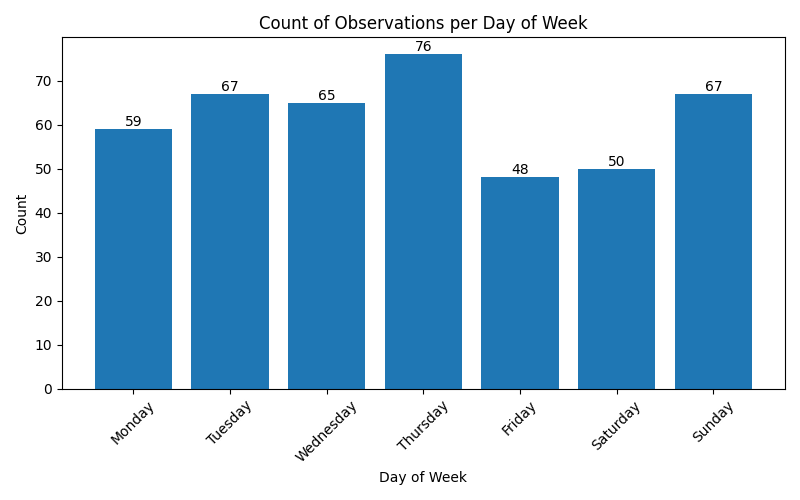 Count of Observations per Day of Week
76
67
67
65
59
50
48
70
60
50
40
30
20
10
0
Count
Monday
Tuesday
Wednesday
Thursday
Friday
Saturday
Sunday
Day of Week